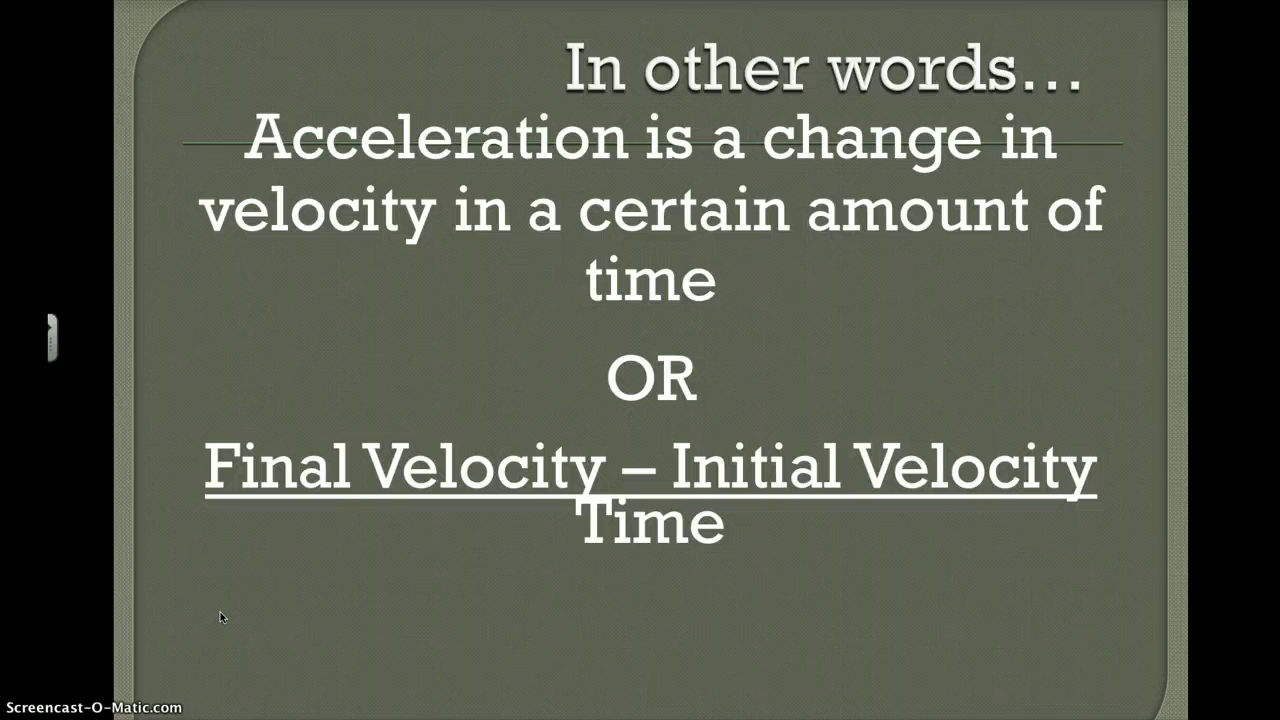 In other words…
Acceleration is a change in
velocity in a certain amount of
time
OR
Final Velocity – Initial Velocity
Time
Screencast-O-Matic.com